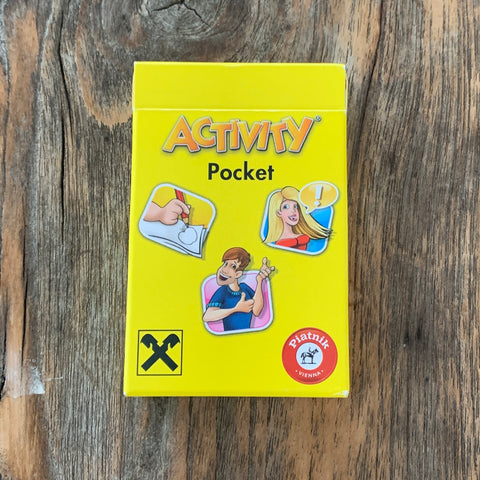 ACTIVITY®
Pocket
!
Piatnik
·VIENNA·